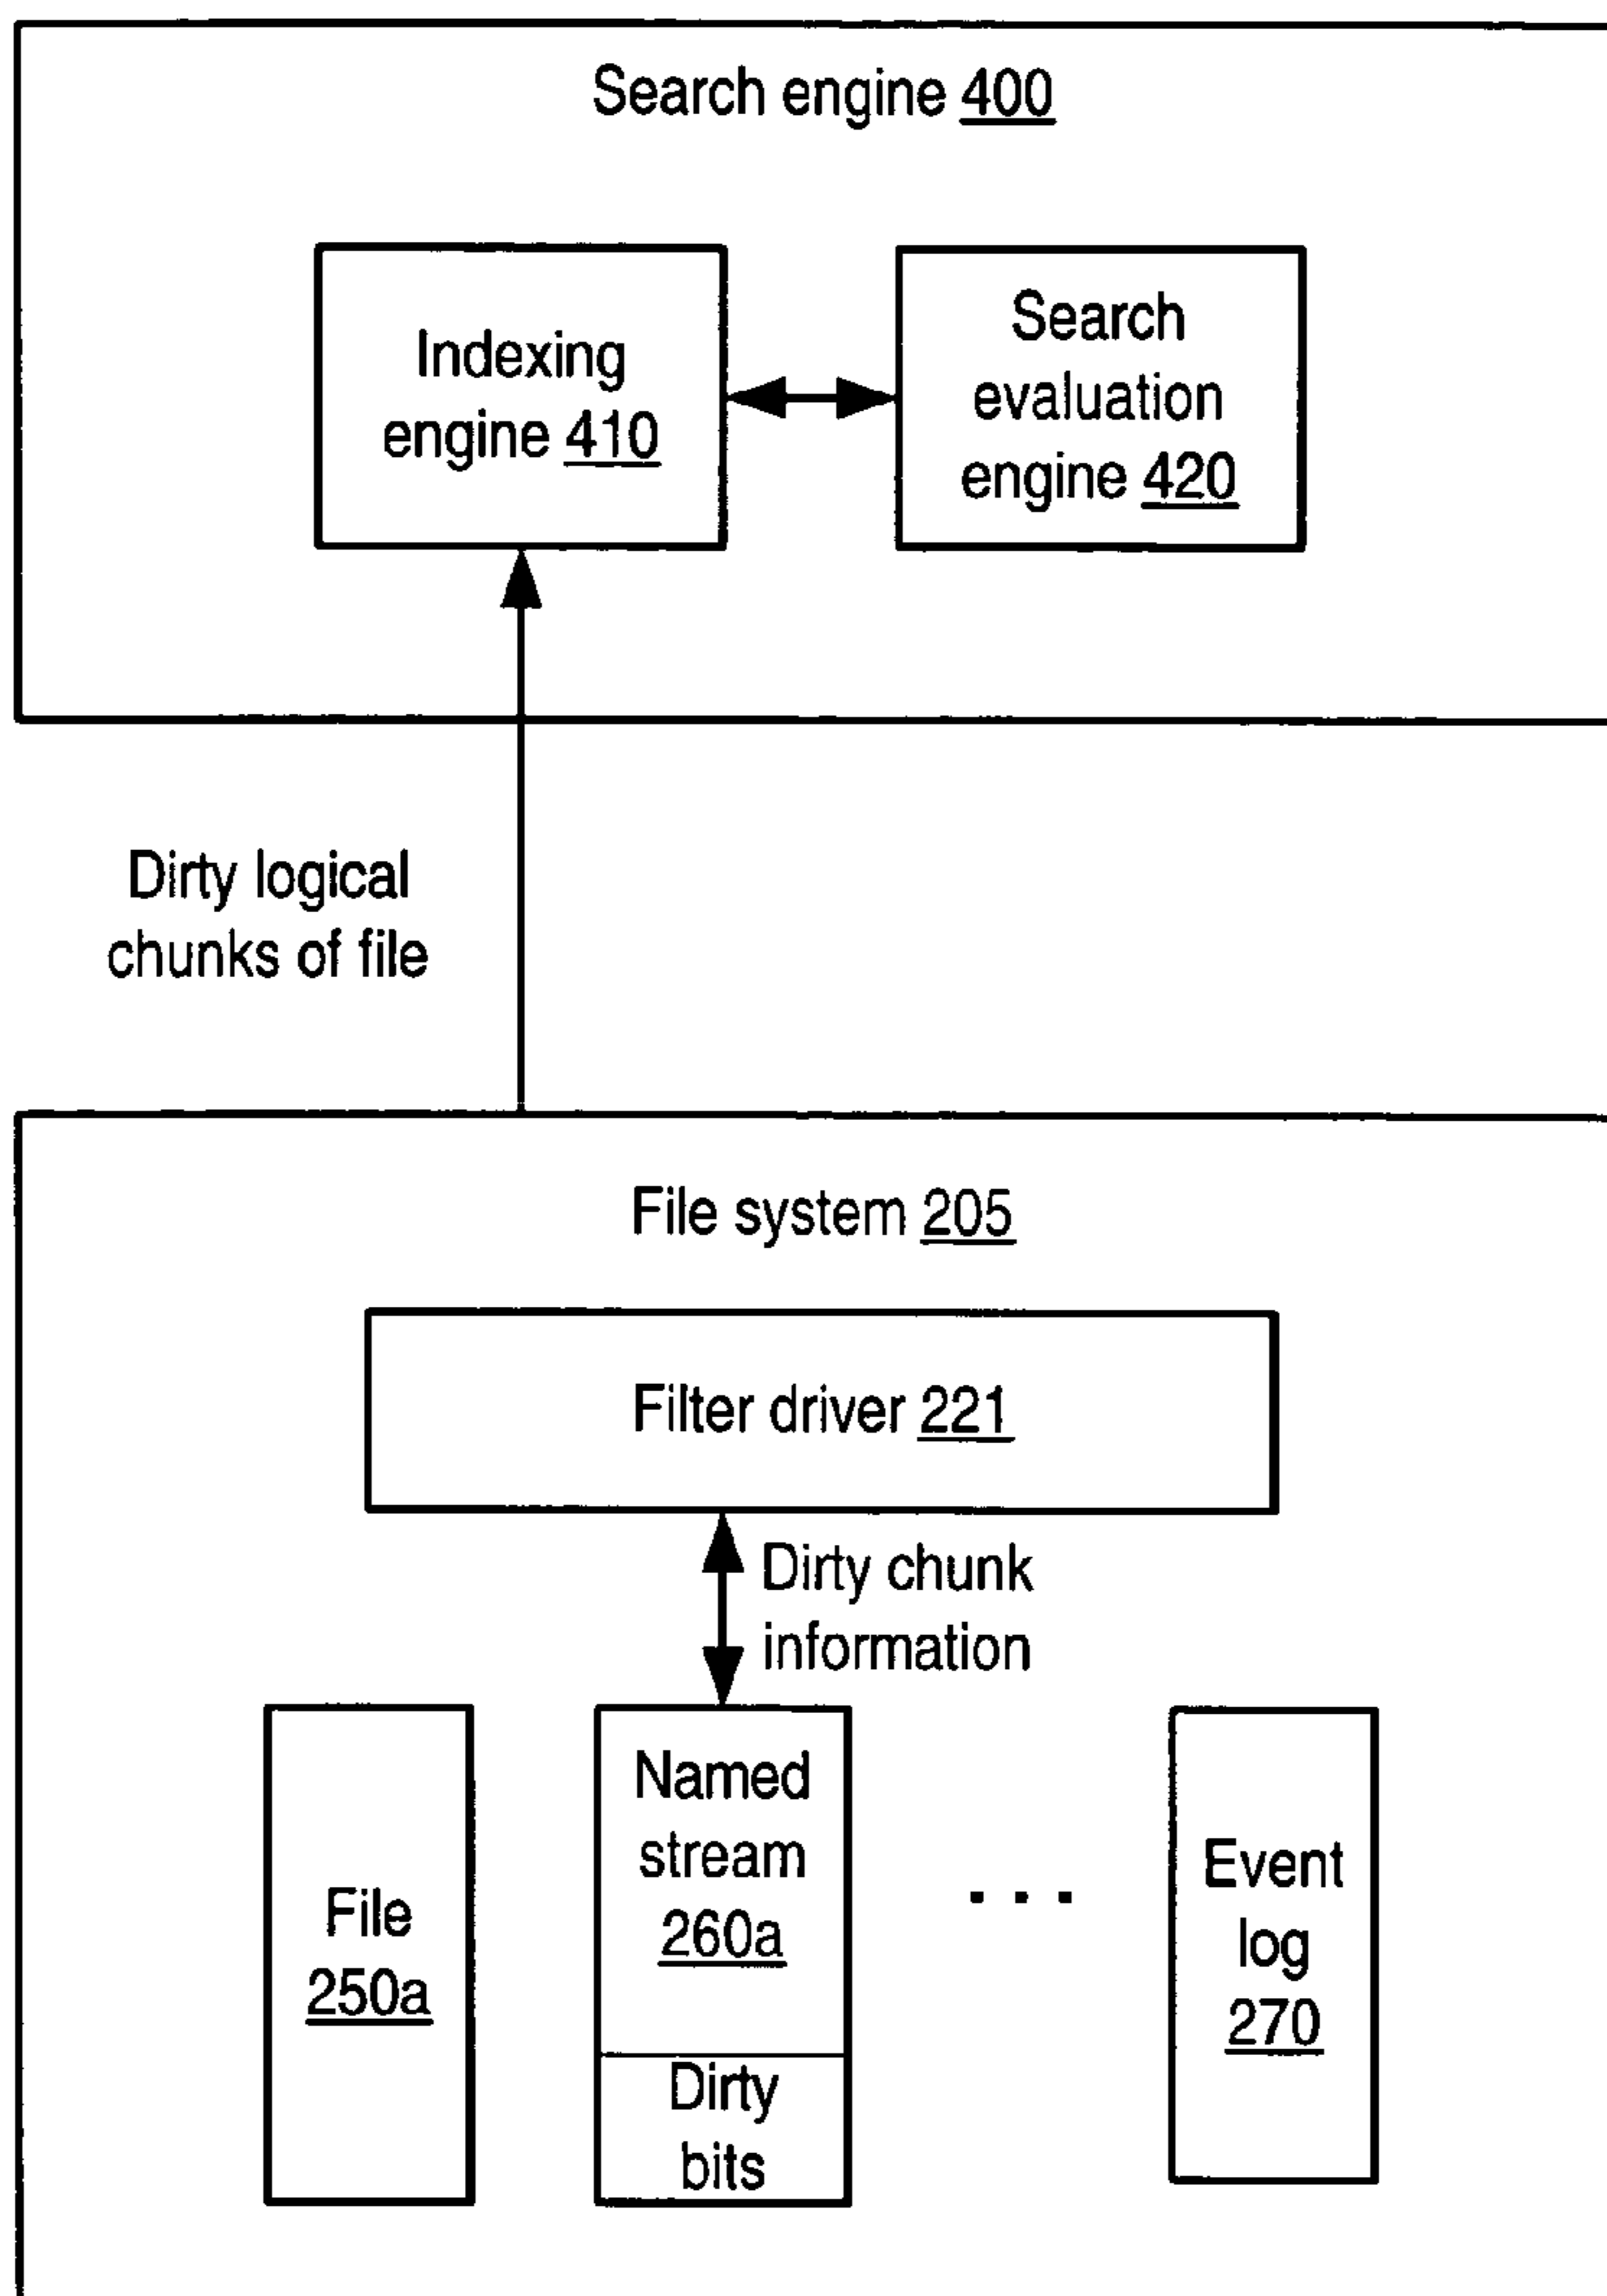 Search engine 400
Indexing
engine 410
Search
evaluation
engine 420
Dirty logical
chunks of file
File system 205
Filter driver 221
Dirty chunk
information
File
250a
Named
stream
260a
Dirty
bits
. . .
Event
log
270